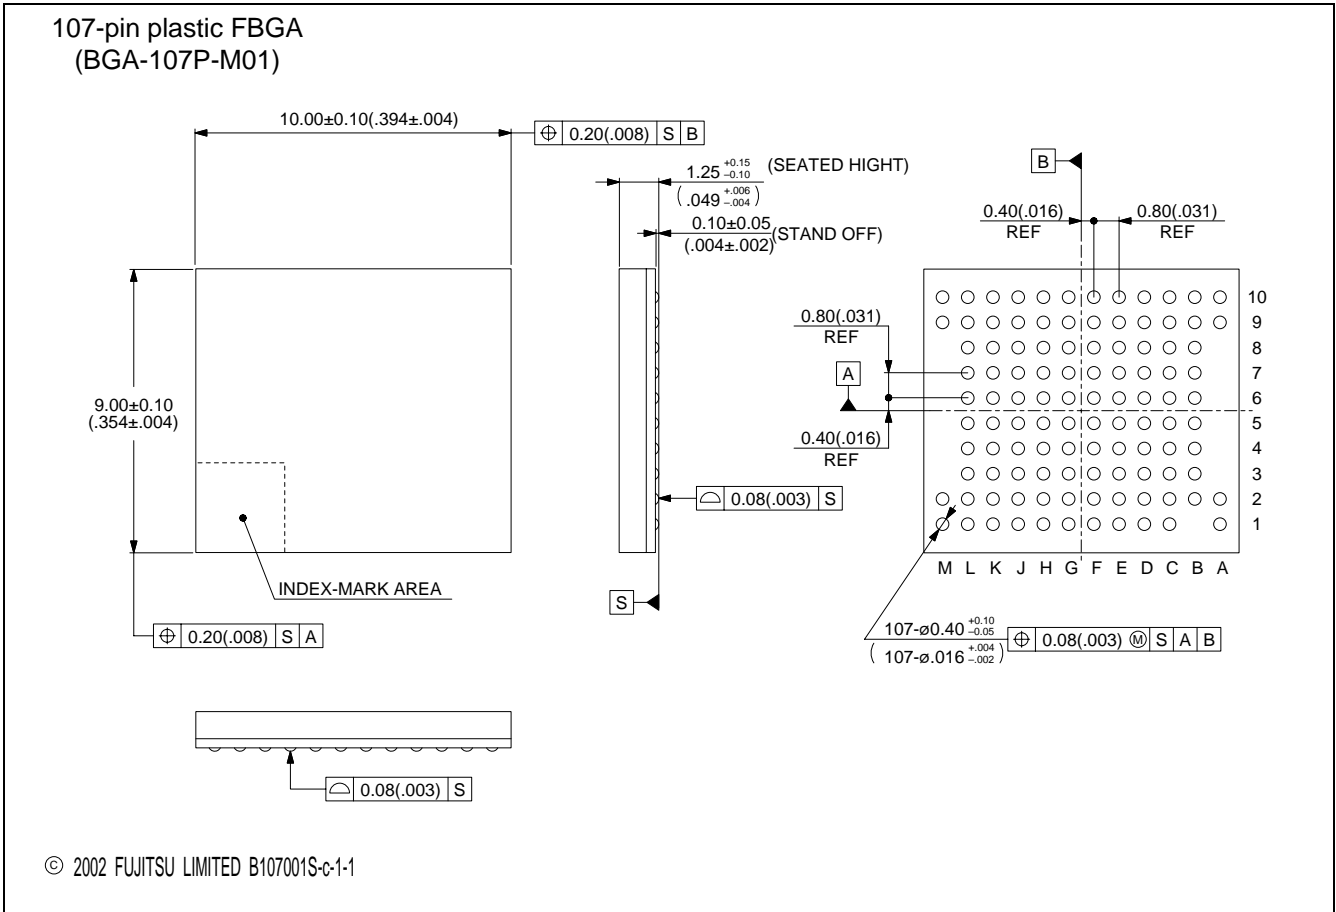 107-pin plastic FBGA
(BGA-107P-M01)
10.00±0.10(.394±.004)
⌖ 0.20(.008) S B
1.25 +0.15 −0.10 (SEATED HIGHT)
(.049 +.006 −.004)
0.10±0.05 (STAND OFF)
(.004±.002)
B
0.40(.016) REF
0.80(.031) REF
0.80(.031)
REF
A
0.40(.016)
REF
10
9
8
7
6
5
4
3
2
1
M L K J H G F E D C B A
9.00±0.10
(.354±.004)
⌓ 0.08(.003) S
INDEX-MARK AREA
S
⌖ 0.20(.008) S A
107-ø0.40 +0.10 −0.05
(107-ø.016 +.004 −.002)
⌖ 0.08(.003) Ⓜ S A B
⌓ 0.08(.003) S
© 2002 FUJITSU LIMITED B107001S-c-1-1